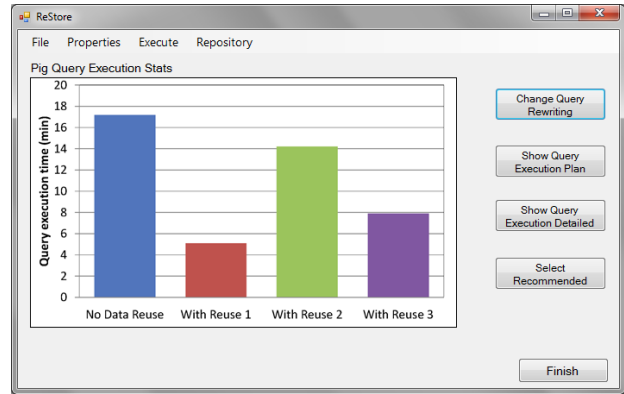 ReStore
File Properties Execute Repository
Pig Query Execution Stats
Query execution time (min)
20
18
16
14
12
10
8
6
4
2
0
No Data Reuse With Reuse 1 With Reuse 2 With Reuse 3
Change Query
Rewriting
Show Query
Execution Plan
Show Query
Execution Detailed
Select
Recommended
Finish